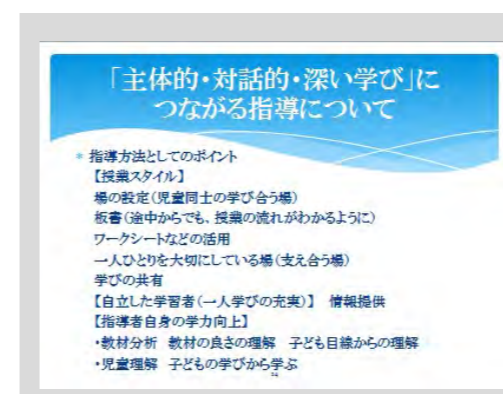 「主体的・対話的・深い学び」に
つながる指導について
* 指導方法としてのポイント
【授業スタイル】
場の設定(児童同士の学び合う場)
板書(途中からでも、授業の流れがわかるように)
ワークシートなどの活用
一人ひとりを大切にしている場(支え合う場)
学びの共有
【自立した学習者(一人学びの充実)】 情報提供
【指導者自身の学力向上】
・教材分析 教材の良さの理解 子ども目線からの理解
・児童理解 子どもの学びから学ぶ